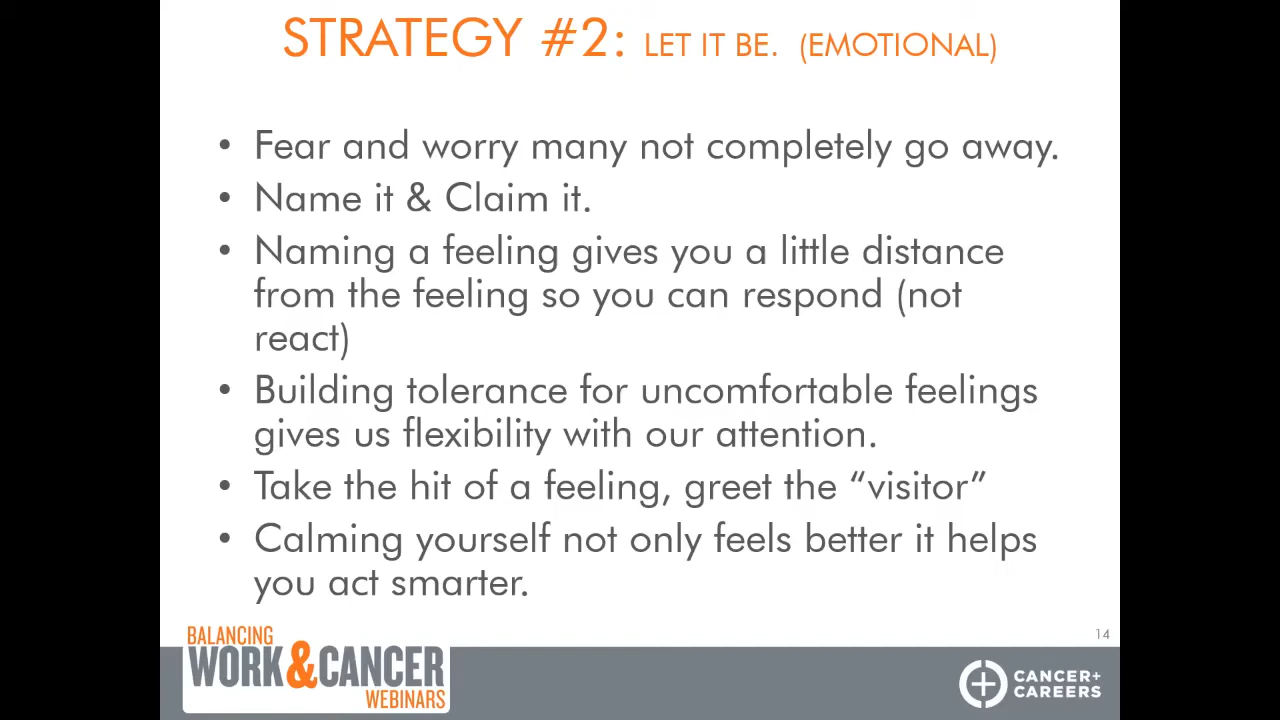 STRATEGY #2: LET IT BE. (EMOTIONAL)
• Fear and worry many not completely go away.
• Name it & Claim it.
• Naming a feeling gives you a little distance
from the feeling so you can respond (not
react)
• Building tolerance for uncomfortable feelings
gives us flexibility with our attention.
• Take the hit of a feeling, greet the “visitor”
• Calming yourself not only feels better it helps
you act smarter.
14
BALANCING
WORK & CANCER
WEBINARS
CANCER+
CAREERS